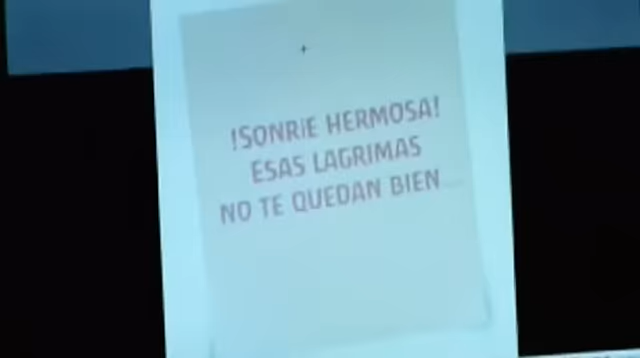 !SONRIE HERMOSA!
ESAS LAGRIMAS
NO TE QUEDAN BIEN...